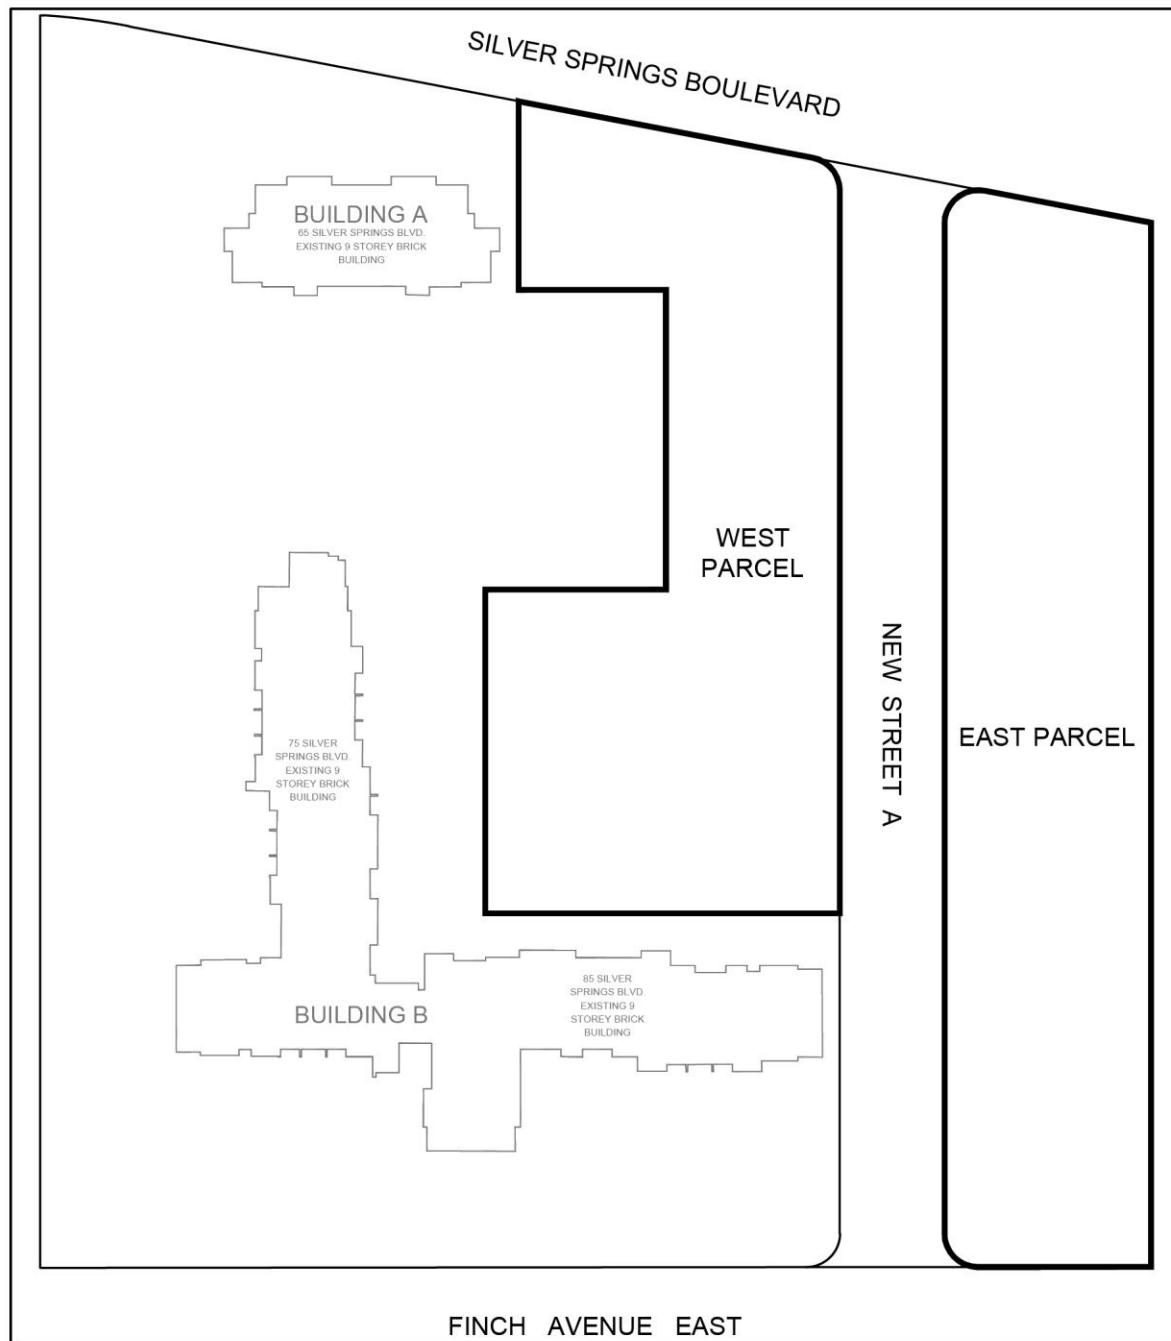 SILVER SPRINGS BOULEVARD
BUILDING A
65 SILVER SPRINGS BLVD.
EXISTING 9 STOREY BRICK
BUILDING
WEST
PARCEL
NEW STREET A
EAST PARCEL
75 SILVER
SPRINGS BLVD.
EXISTING 9
STOREY BRICK
BUILDING
85 SILVER
SPRINGS BLVD.
EXISTING 9
STOREY BRICK
BUILDING
BUILDING B
FINCH AVENUE EAST